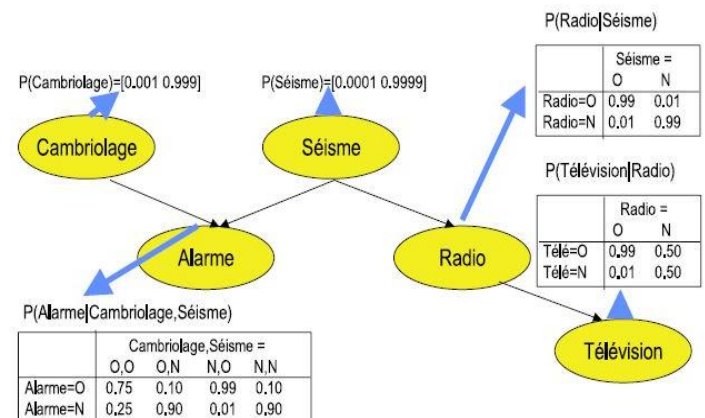 P(Radio|Séisme)
Séisme =
O N
Radio=O 0.99 0.01
Radio=N 0.01 0.99
P(Cambriolage)=[0.001 0.999]
P(Séisme)=[0.0001 0.9999]
Cambriolage
Séisme
P(Télévision|Radio)
Radio =
O N
Télé=O 0.99 0.50
Télé=N 0.01 0.50
Alarme
Radio
P(Alarme|Cambriolage,Séisme)
Cambriolage,Séisme =
O,O O,N N,O N,N
Alarme=O 0.75 0.10 0.99 0.10
Alarme=N 0.25 0.90 0.01 0.90
Télévision